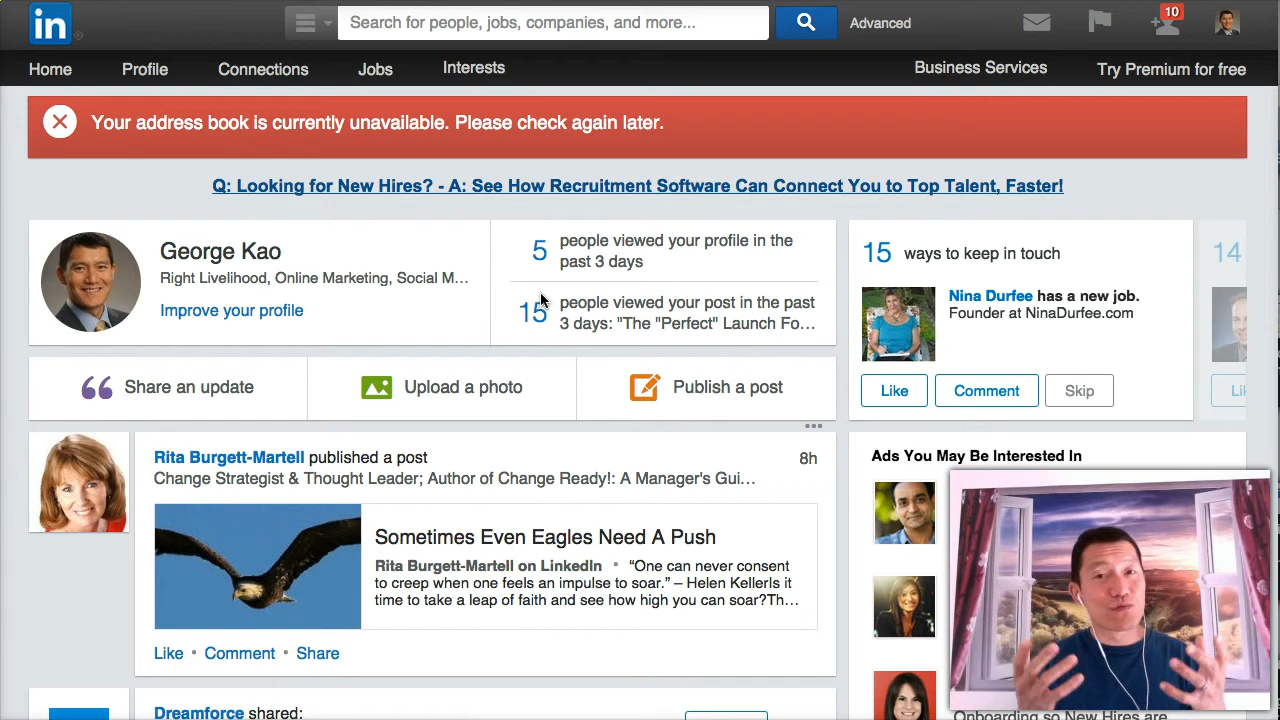 in
Search for people, jobs, companies, and more...
Advanced
10
Home
Profile
Connections
Jobs
Interests
Business Services
Try Premium for free
Your address book is currently unavailable. Please check again later.
Q: Looking for New Hires? - A: See How Recruitment Software Can Connect You to Top Talent, Faster!
George Kao
Right Livelihood, Online Marketing, Social M...
Improve your profile
5 people viewed your profile in the
past 3 days
15 people viewed your post in the past
3 days: "The "Perfect" Launch Fo...
15 ways to keep in touch
14
Nina Durfee has a new job.
Founder at NinaDurfee.com
Like
Comment
Skip
Share an update
Upload a photo
Publish a post
Rita Burgett-Martell published a post
8h
Change Strategist & Thought Leader; Author of Change Ready!: A Manager's Gui...
Sometimes Even Eagles Need A Push
Rita Burgett-Martell on LinkedIn • “One can never consent
to creep when one feels an impulse to soar.” – Helen KellerIs it
time to take a leap of faith and see how high you can soar?Th...
Like • Comment • Share
Ads You May Be Interested In
Dreamforce shared:
Onboarding so New Hires are